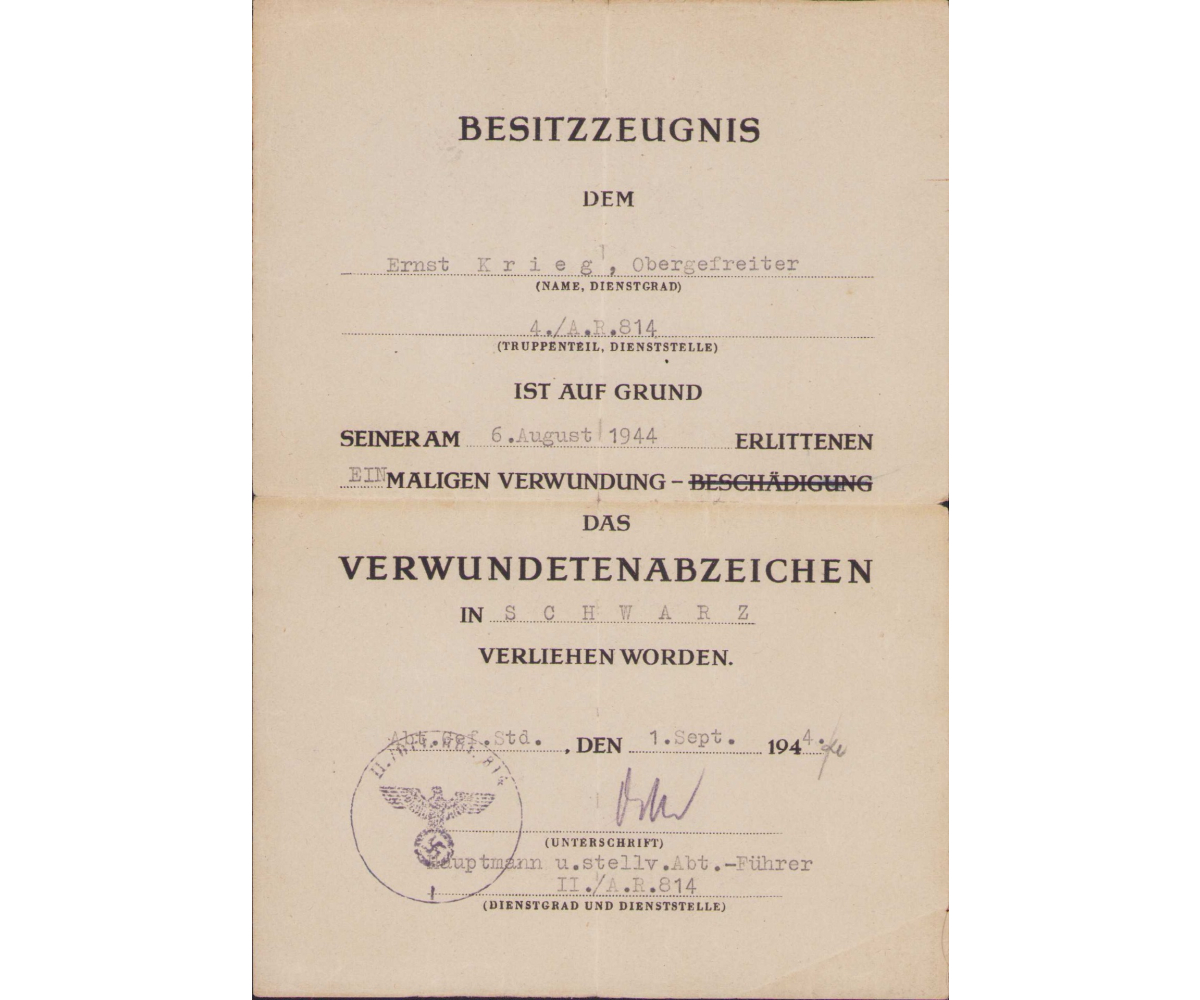 BESITZZEUGNIS
DEM
Ernst K r i e g , Obergefreiter
(NAME, DIENSTGRAD)
4./A.R.814
(TRUPPENTEIL, DIENSTSTELLE)
IST AUF GRUND
SEINER AM 6.August 1944 ERLITTENEN
EINMALIGEN VERWUNDUNG – BESCHÄDIGUNG
DAS
VERWUNDETENABZEICHEN
IN S C H W A R Z
VERLIEHEN WORDEN.
Abt.Gef.Std. , DEN 1.Sept. 1944.
(UNTERSCHRIFT)
Hauptmann u.stellv.Abt.-Führer
II./A.R.814
(DIENSTGRAD UND DIENSTSTELLE)